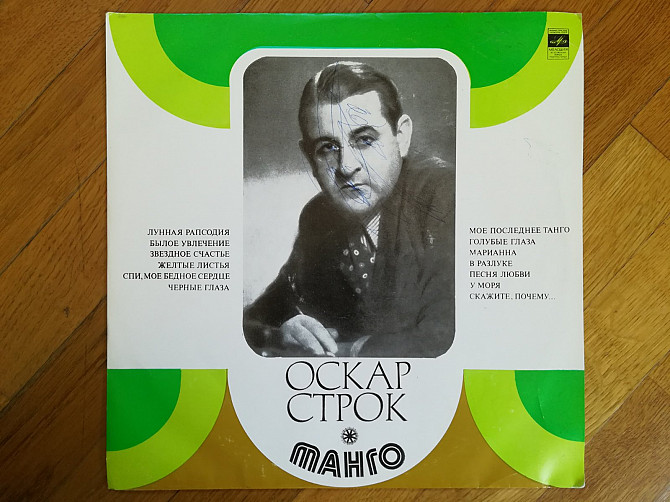 МЕЛОДИЯ
ЛУННАЯ РАПСОДИЯ
БЫЛОЕ УВЛЕЧЕНИЕ
ЗВЕЗДНОЕ СЧАСТЬЕ
ЖЕЛТЫЕ ЛИСТЬЯ
СПИ, МОЕ БЕДНОЕ СЕРДЦЕ
ЧЕРНЫЕ ГЛАЗА
МОЕ ПОСЛЕДНЕЕ ТАНГО
ГОЛУБЫЕ ГЛАЗА
МАРИАННА
В РАЗЛУКЕ
ПЕСНЯ ЛЮБВИ
У МОРЯ
СКАЖИТЕ, ПОЧЕМУ...
ОСКАР
СТРОК
ТАНГО